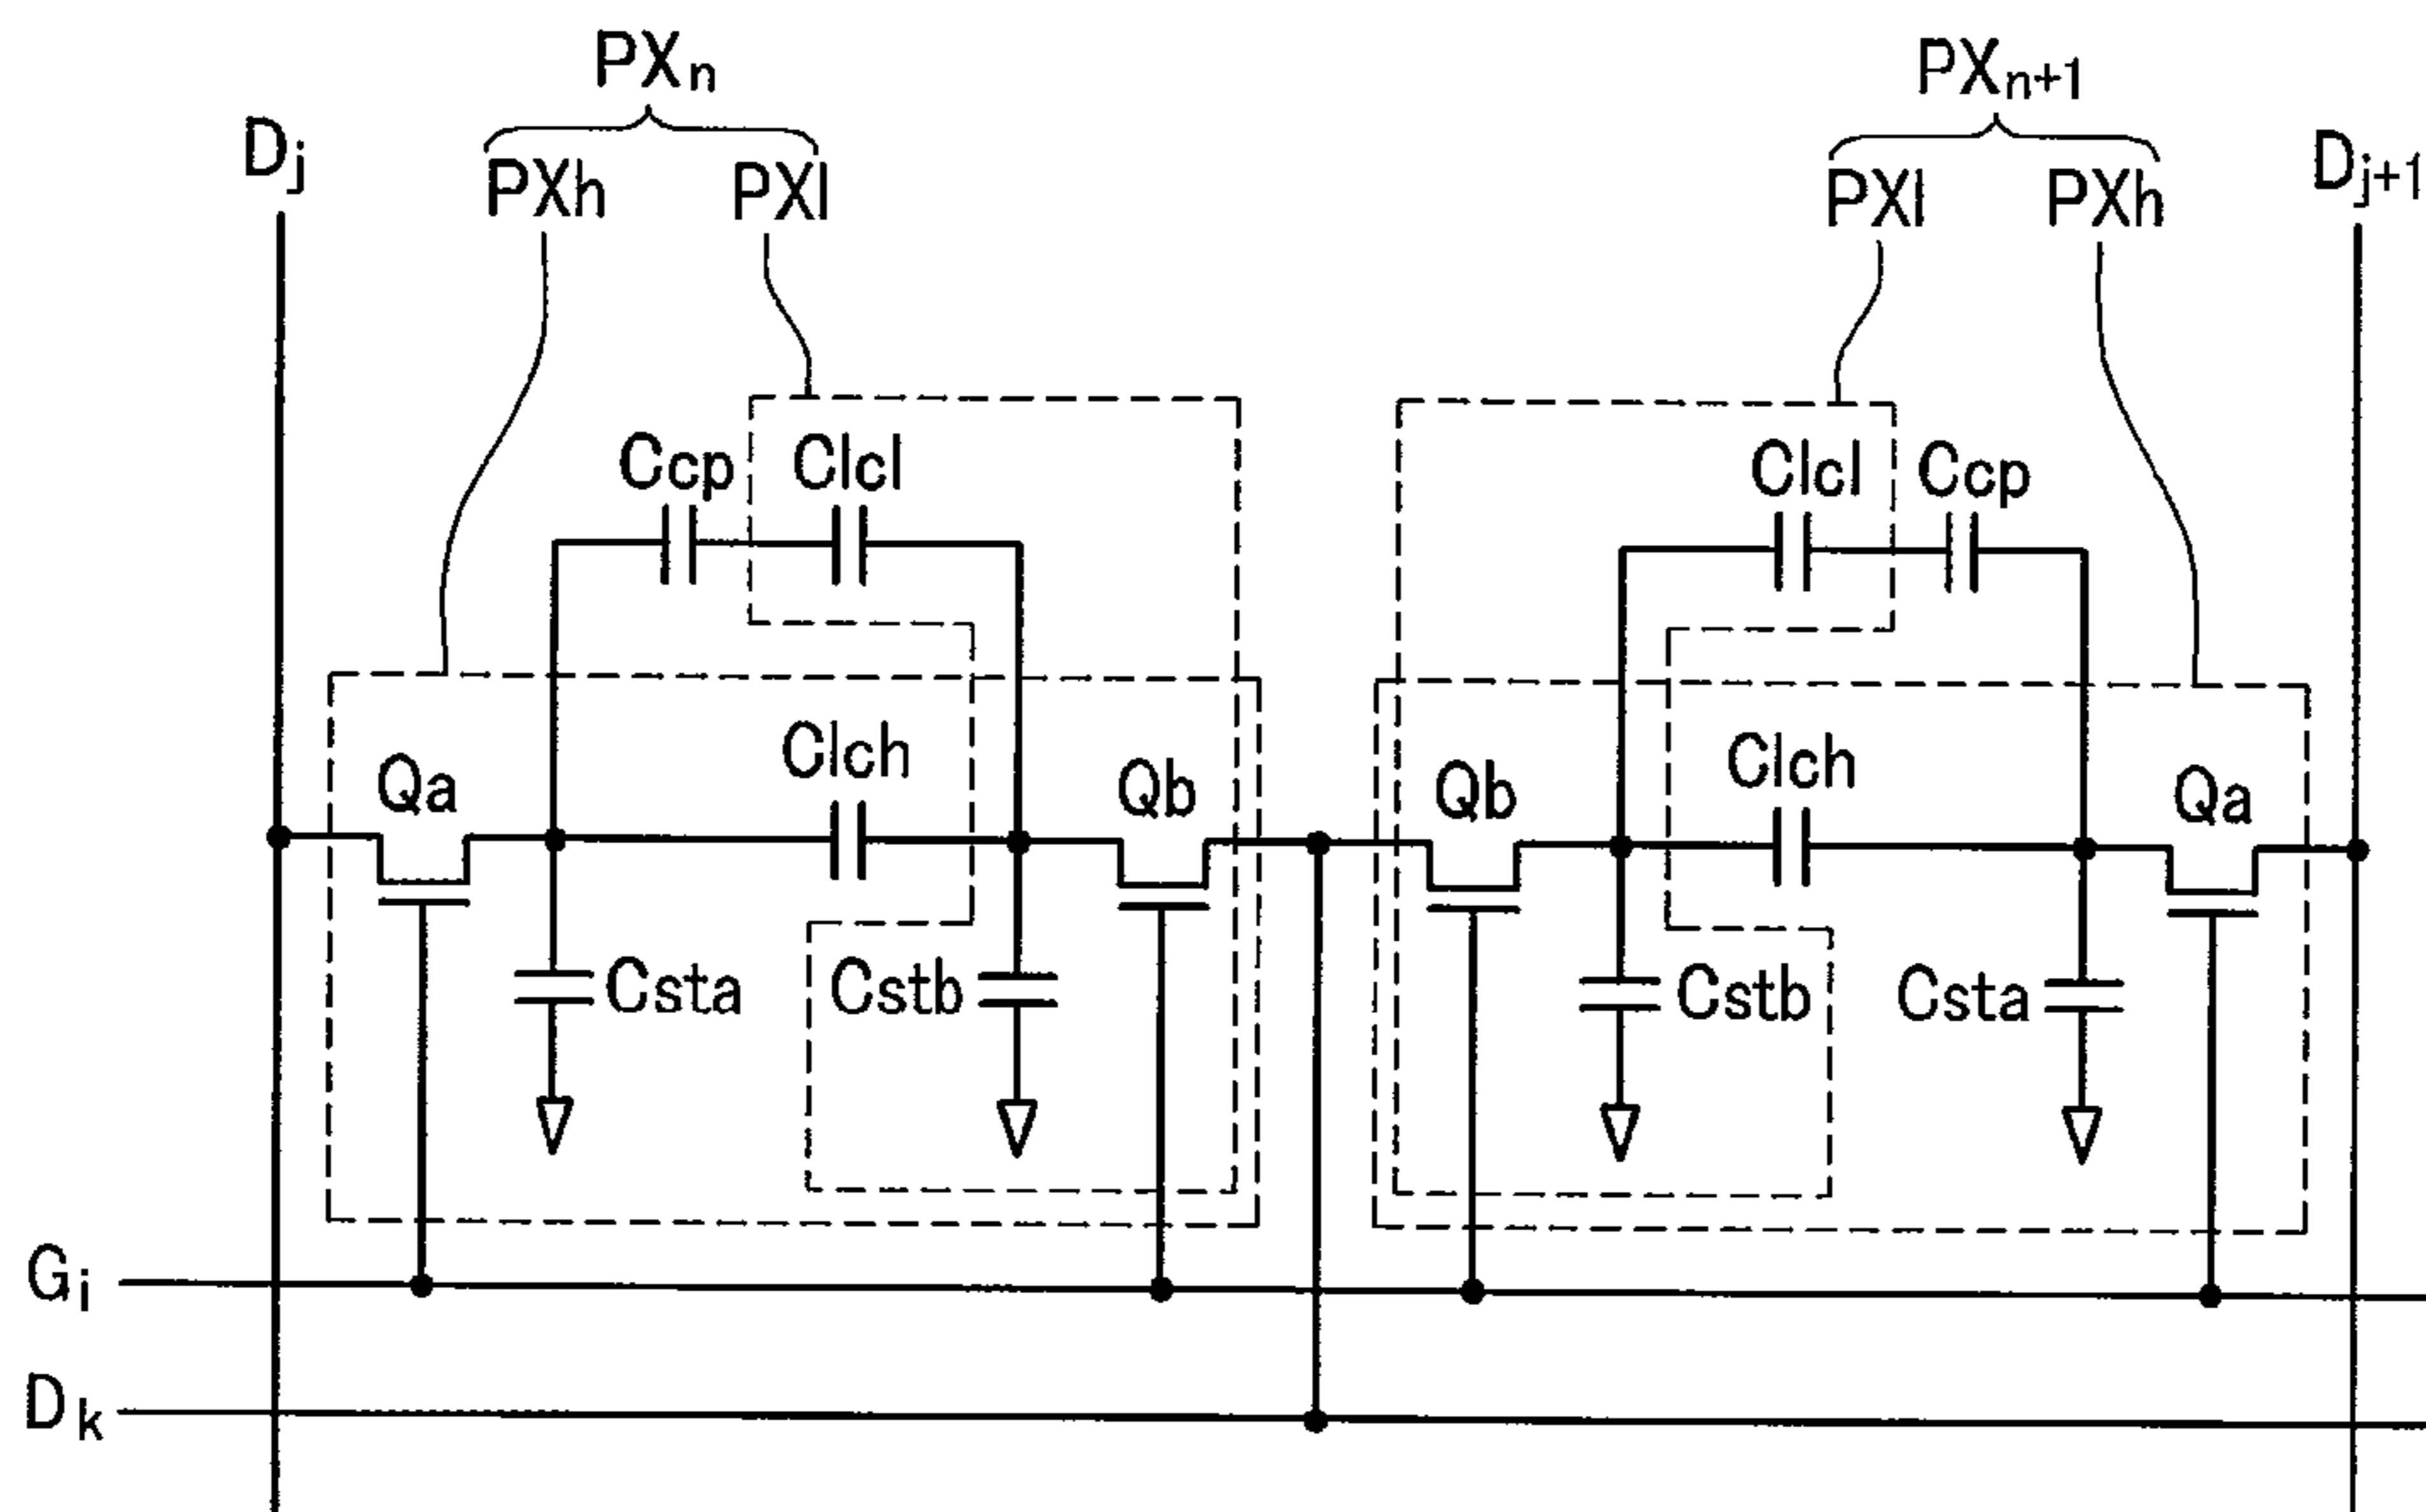 PXn PXn+1
Dj PXh PXl PXl PXh Dj+1
Ccp Clcl Clcl Ccp
Qa Clch Qb Qb Clch Qa
Csta Cstb Cstb Csta
Gi
Dk